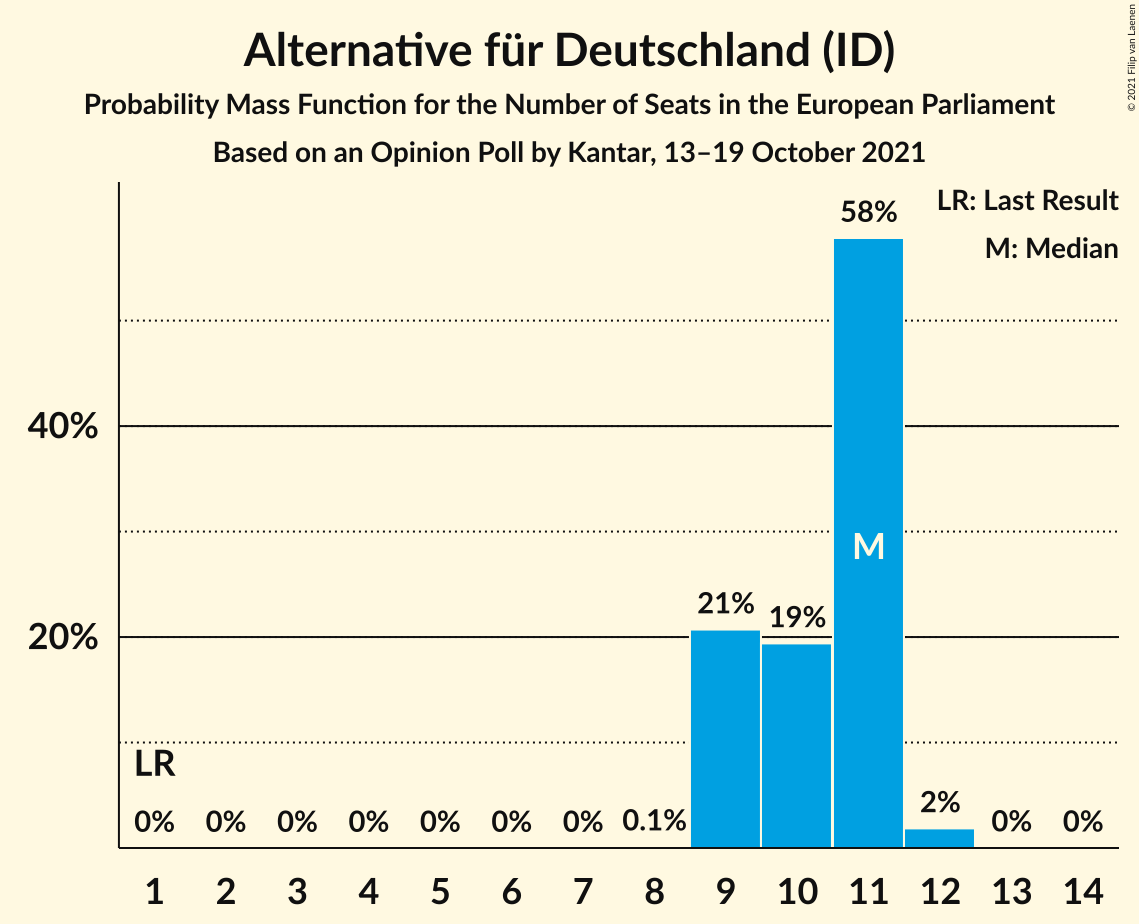 Alternative für Deutschland (ID)
Probability Mass Function for the Number of Seats in the European Parliament
Based on an Opinion Poll by Kantar, 13–19 October 2021
© 2021 Filip van Laenen
LR: Last Result
M: Median
58%
40%
M
21%
19%
20%
LR
0% 0% 0% 0% 0% 0% 0% 0.1% 2% 0% 0%
1 2 3 4 5 6 7 8 9 10 11 12 13 14